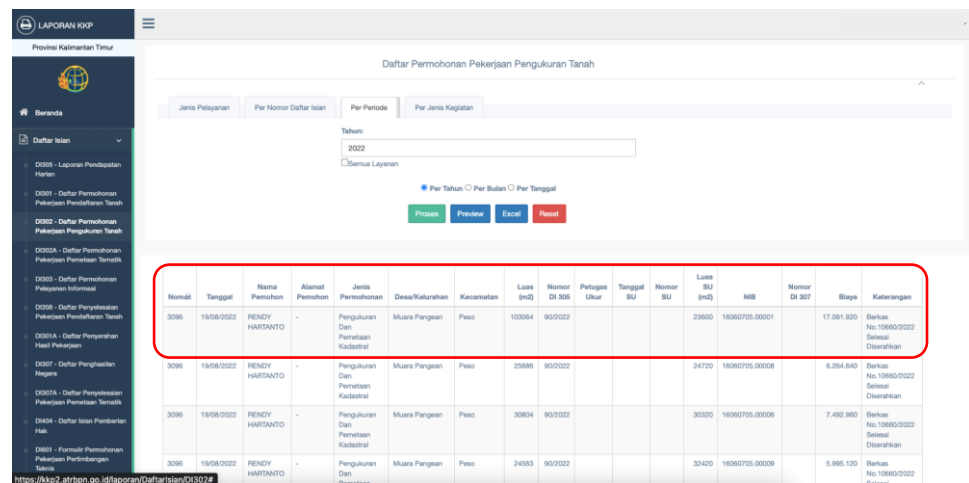 LAPORAN KKP
Provinsi Kalimantan Timur
Beranda
Daftar Isian
DI305 - Laporan Pendapatan
Harian
DI301 - Daftar Permohonan
Pekerjaan Pendaftaran Tanah
DI302 - Daftar Permohonan
Pekerjaan Pengukuran Tanah
DI302A - Daftar Permohonan
Pekerjaan Pemetaan Tematik
DI303 - Daftar Permohonan
Pelayanan Informasi
DI208 - Daftar Penyelesaian
Pekerjaan Pendaftaran Tanah
DI301A - Daftar Penyerahan
Hasil Pekerjaan
DI307 - Daftar Penghasilan
Negara
DI307A - Daftar Penyelesaian
Pekerjaan Pemetaan Tematik
DI404 - Daftar Isian Pemberian
Hak
DI601 - Formulir Permohonan
Pekerjaan Pertimbangan
Teknis
https://kkp2.atrbpn.go.id/laporan/DaftarIsian/DI302#
Daftar Permohonan Pekerjaan Pengukuran Tanah
Jenis Pelayanan Per Nomor Daftar Isian Per Periode Per Jenis Kegiatan
Tahun:
2022
Semua Layanan
Per Tahun Per Bulan Per Tanggal
Proses Preview Excel Reset
Nomor Tanggal Nama Pemohon Alamat Pemohon Jenis Permohonan Desa/Kelurahan Kecamatan Luas (m2) Nomor DI 305 Petugas Ukur Tanggal SU Nomor SU Luas SU (m2) NIB Nomor DI 307 Biaya Keterangan
3096 19/08/2022 RENDY - Pengukuran Muara Pangean Peso 103064 90/2022 23600 16060705.00001 17.091.920 Berkas
HARTANTO Dan No.10660/2022
Pemetaan Selesai
Kadastral Diserahkan
3096 19/08/2022 RENDY - Pengukuran Muara Pangean Peso 25686 90/2022 24720 16060705.00008 6.264.640 Berkas
HARTANTO Dan No.10660/2022
Pemetaan Selesai
Kadastral Diserahkan
3096 19/08/2022 RENDY - Pengukuran Muara Pangean Peso 30804 90/2022 30320 16060705.00006 7.492.960 Berkas
HARTANTO Dan No.10660/2022
Pemetaan Selesai
Kadastral Diserahkan
3096 19/08/2022 RENDY - Pengukuran Muara Pangean Peso 24563 90/2022 32420 16060705.00009 5.995.120 Berkas
HARTANTO Dan No.10660/2022